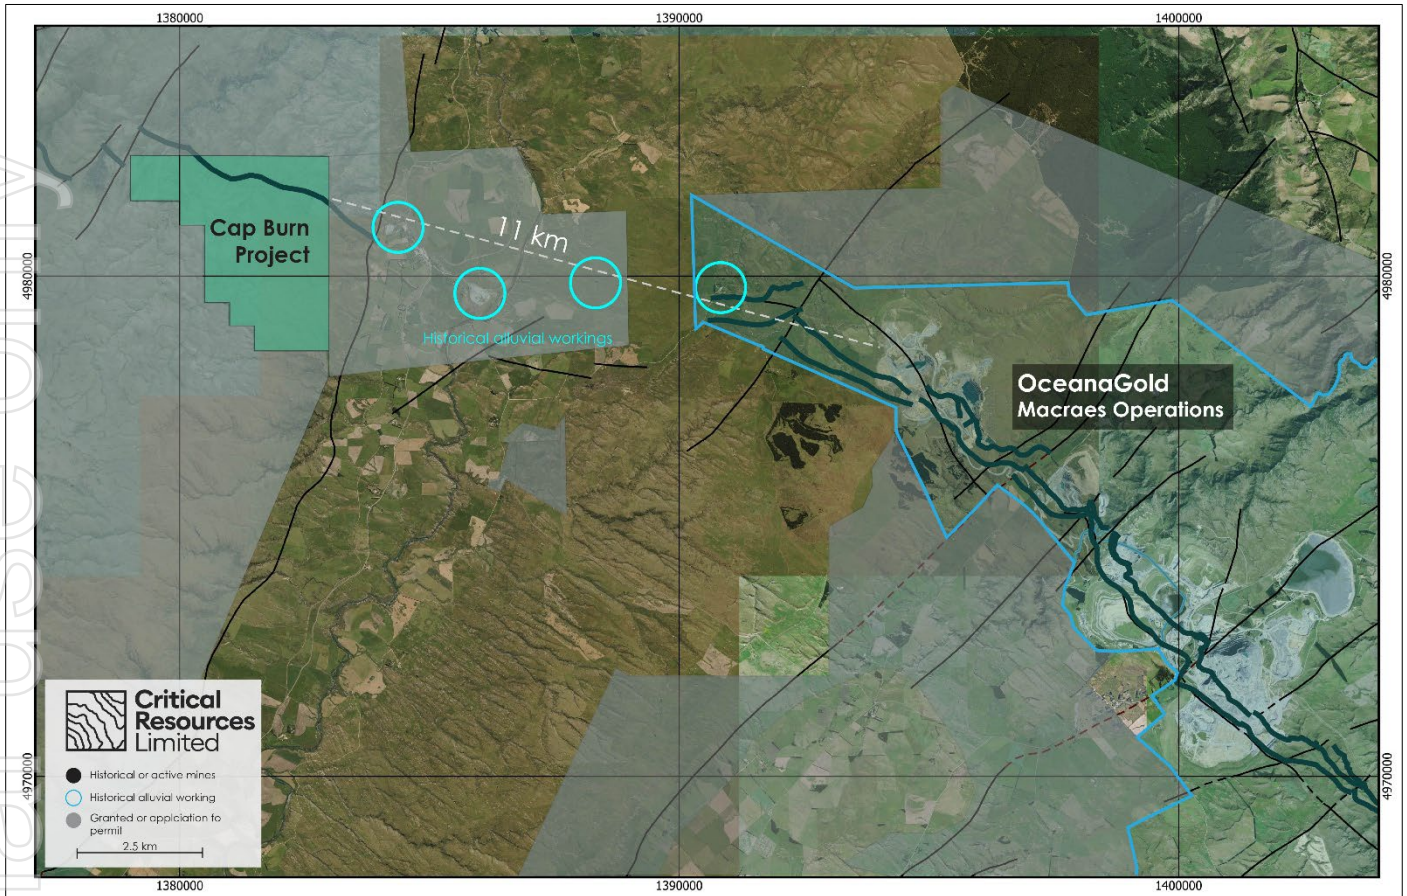 1380000
1390000
1400000
4980000
4980000
Cap Burn
Project
11 km
Historical alluvial workings
OceanaGold
Macraes Operations
Critical
Resources
Limited
Historical or active mines
Historical alluvial working
Granted or appliciation to
permit
2.5 km
4970000
4970000
1380000
1390000
1400000